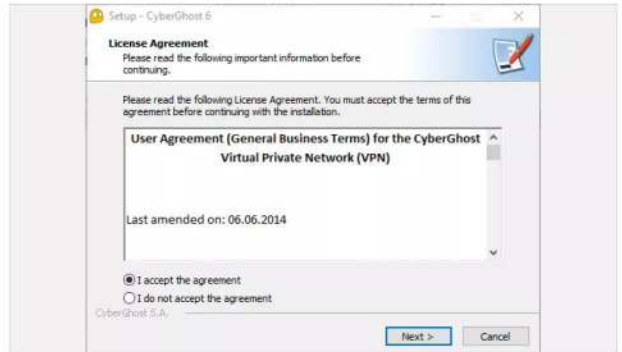 Setup - CyberGhost 6
License Agreement
Please read the following important information before
continuing.
Please read the following License Agreement. You must accept the terms of this
agreement before continuing with the installation.
User Agreement (General Business Terms) for the CyberGhost
Virtual Private Network (VPN)
Last amended on: 06.06.2014
I accept the agreement
I do not accept the agreement
CyberGhost S.A.
Next >
Cancel